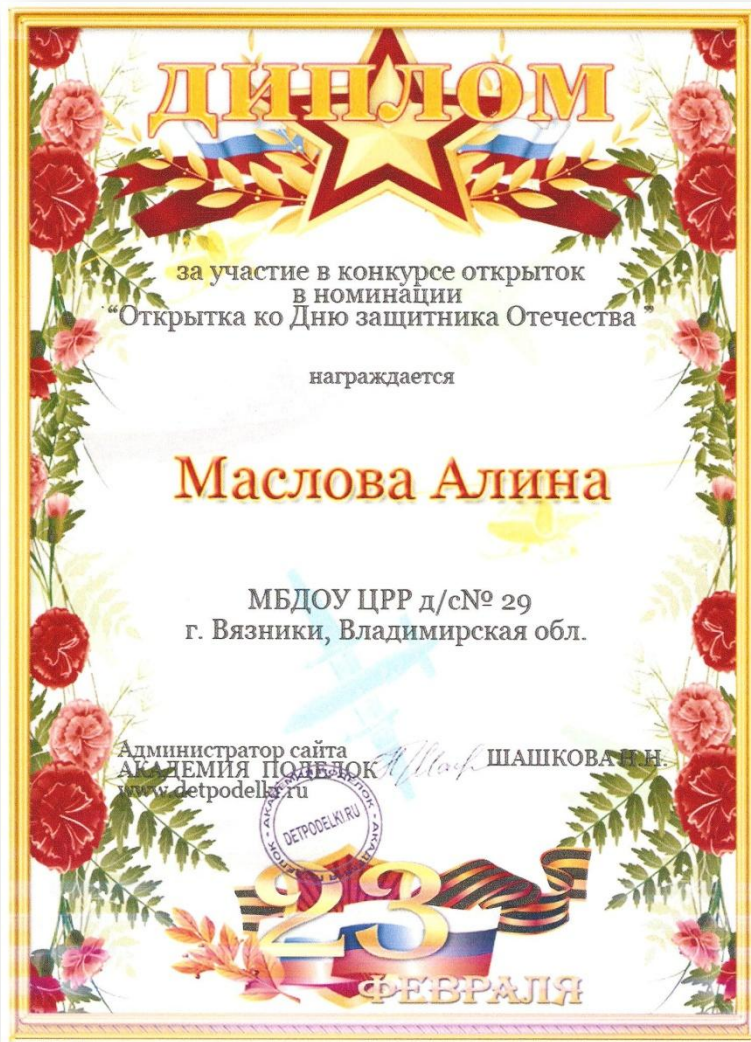 ДИПЛОМ
за участие в конкурсе открыток
в номинации
"Открытка ко Дню защитника Отечества "
награждается
Маслова Алина
МБДОУ ЦРР д/с№ 29
г. Вязники, Владимирская обл.
Администратор сайта
АКАДЕМИЯ ПОДЕЛОК
ШАШКОВА Н.Н.
www.detpodelki.ru
DETPODELKI.RU
23
ФЕВРАЛЯ